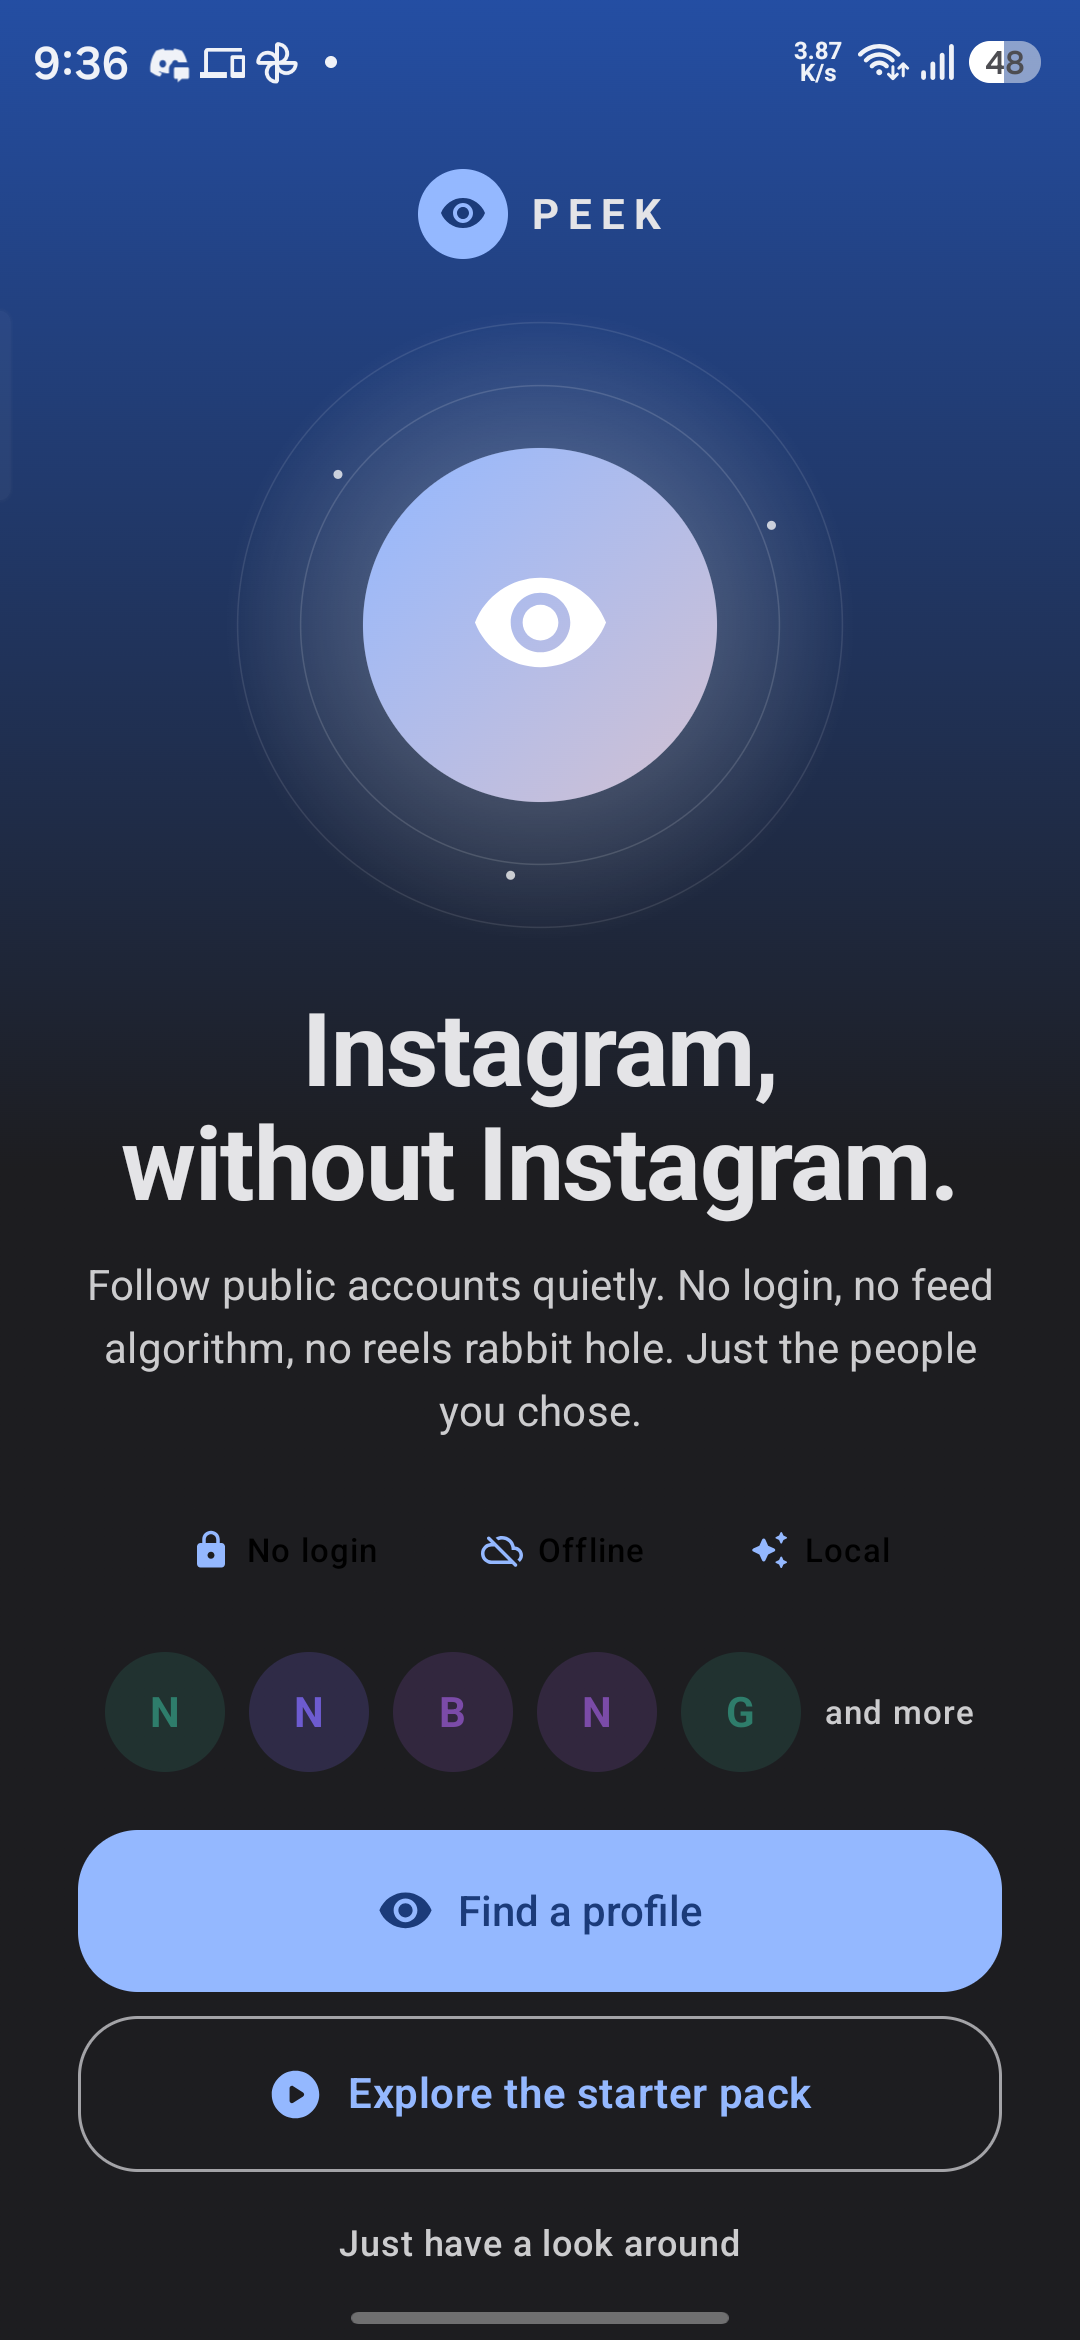 9:36
3.87
K/s
48
PEEK
Instagram,
without Instagram.
Follow public accounts quietly. No login, no feed
algorithm, no reels rabbit hole. Just the people
you chose.
No login Offline Local
N N B N G and more
Find a profile
Explore the starter pack
Just have a look around